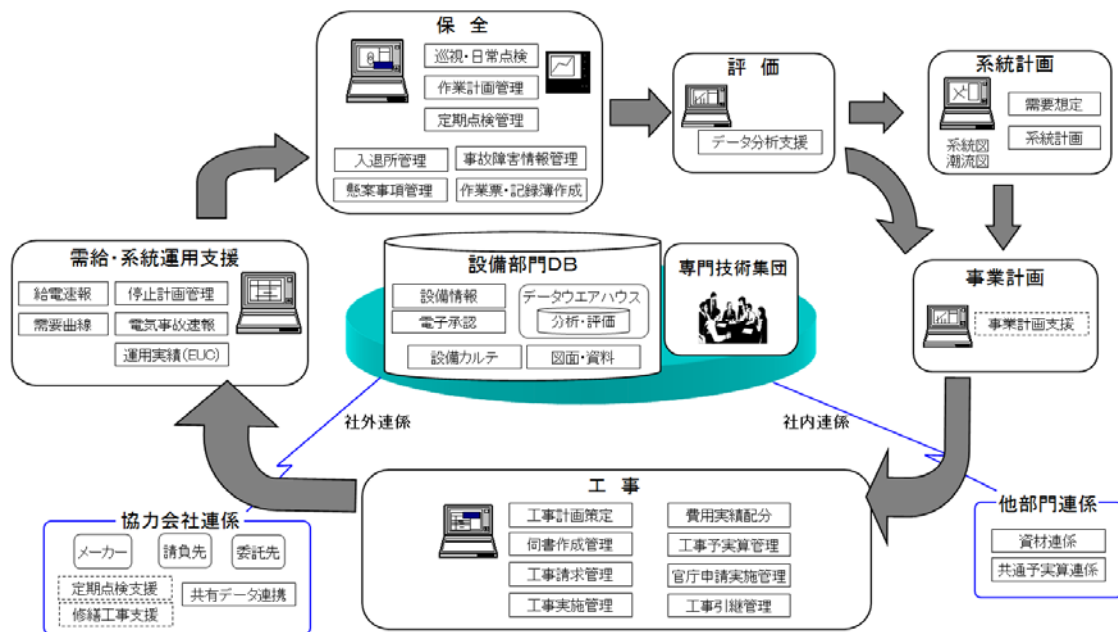 保 全
巡視・日常点検
作業計画管理
定期点検管理
入退所管理
事故障害情報管理
懸案事項管理
作業票・記録簿作成
評 価
データ分析支援
系統計画
需要想定
系統計画
系統図
潮流図
需給・系統運用支援
給電速報
停止計画管理
需要曲線
電気事故速報
運用実績(EUC)
設備部門DB
設備情報
電子承認
データウエアハウス
分析・評価
設備カルテ
図面・資料
専門技術集団
事業計画
事業計画支援
社外連係
社内連係
工 事
工事計画策定
費用実績配分
伺書作成管理
工事予実算管理
工事請求管理
官庁申請実施管理
工事実施管理
工事引継管理
協力会社連係
メーカー
請負先
委託先
定期点検支援
修繕工事支援
共有データ連携
他部門連係
資材連係
共通予実算連係